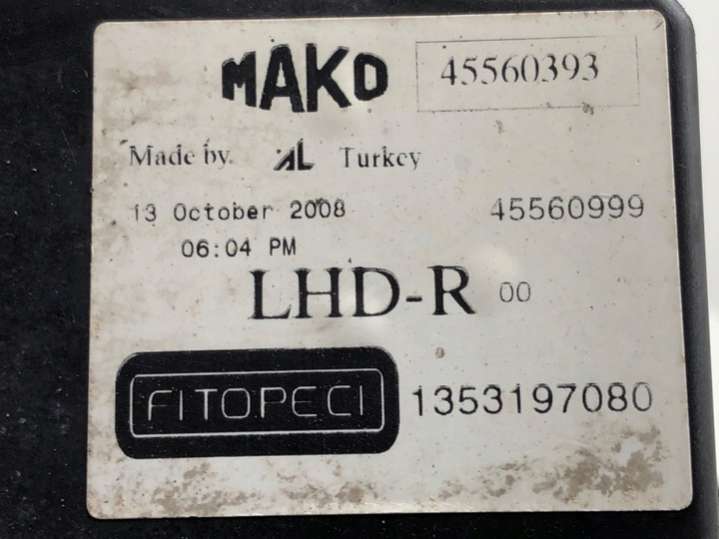 MAKO 45560393
Made by. AL Turkey
13 October 2008 45560999
06:04 PM
LHD-R 00
FITOPECI 1353197080